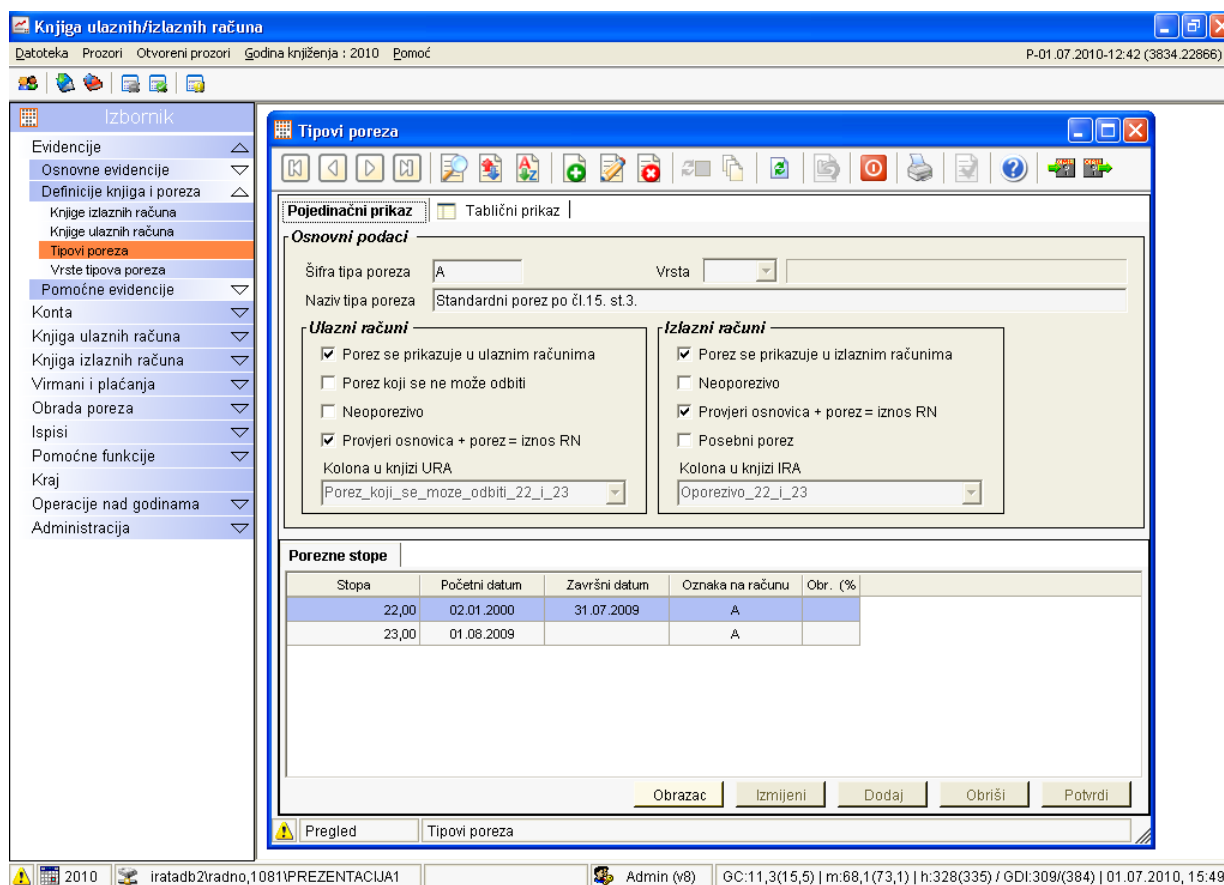 Knjiga ulaznih/izlaznih računa
Datoteka Prozori Otvoreni prozori Godina knjiženja : 2010 Pomoć P-01.07.2010-12:42 (3834.22866)
Izbornik
Evidencije
Osnovne evidencije
Definicije knjiga i poreza
Knjige izlaznih računa
Knjige ulaznih računa
Tipovi poreza
Vrste tipova poreza
Pomoćne evidencije
Konta
Knjiga ulaznih računa
Knjiga izlaznih računa
Virmani i plaćanja
Obrada poreza
Ispisi
Pomoćne funkcije
Kraj
Operacije nad godinama
Administracija
Tipovi poreza
Pojedinačni prikaz Tablični prikaz
Osnovni podaci
Šifra tipa poreza A Vrsta
Naziv tipa poreza Standardni porez po čl.15. st.3.
Ulazni računi Izlazni računi
Porez se prikazuje u ulaznim računima Porez se prikazuje u izlaznim računima
Porez koji se ne može odbiti Neoporezivo
Neoporezivo Provjeri osnovica + porez = iznos RN
Provjeri osnovica + porez = iznos RN Posebni porez
Kolona u knjizi URA Kolona u knjizi IRA
Porez_koji_se_moze_odbiti_22_i_23 Oporezivo_22_i_23
Porezne stope
Stopa Početni datum Završni datum Oznaka na računu Obr. (%
22,00 02.01.2000 31.07.2009 A
23,00 01.08.2009 A
Obrazac Izmijeni Dodaj Obriši Potvrdi
Pregled Tipovi poreza
2010 iratadb2\radno,1081\PREZENTACIJA1 Admin (v8) GC:11,3(15,5) | m:68,1(73,1) | h:328(335) / GDI:309/(384) | 01.07.2010, 15:49